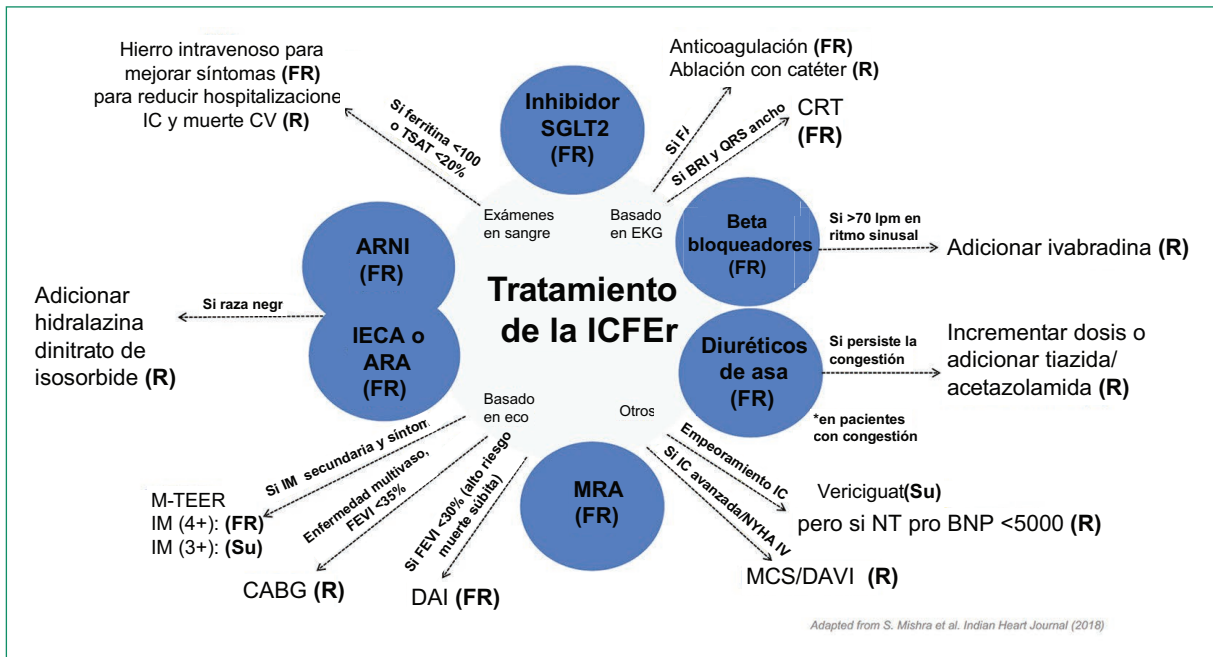 Hierro intravenoso para
mejorar síntomas (FR)
para reducir hospitalizacione
IC y muerte CV (R)
Si ferritina <100
o TSAT <20%
Inhibidor
SGLT2
(FR)
Anticoagulación (FR)
Ablación con catéter (R)
Si FA
CRT
(FR)
Si BRI y QRS ancho
Exámenes
en sangre
Basado
en EKG
Beta
bloqueadores
(FR)
Si >70 lpm en
ritmo sinusal
Adicionar ivabradina (R)
ARNI
(FR)
Tratamiento
de la ICFEr
Adicionar
hidralazina
dinitrato de
isosorbide (R)
Si raza negr
IECA o
ARA
(FR)
Diuréticos
de asa
(FR)
Si persiste la
congestión
Incrementar dosis o
adicionar tiazida/
acetazolamida (R)
*en pacientes
con congestión
Basado
en eco
Otros
Si IM secundaria y síntom
M-TEER
IM (4+): (FR)
IM (3+): (Su)
Enfermedad multivaso,
FEVI <35%
CABG (R)
Si FEVI <30% (alto riesgo
muerte súbita)
DAI (FR)
MRA
(FR)
Empeoramiento IC
Vericiguat(Su)
pero si NT pro BNP <5000 (R)
Si IC avanzada/NYHA IV
MCS/DAVI (R)
Adapted from S. Mishra et al. Indian Heart Journal (2018)